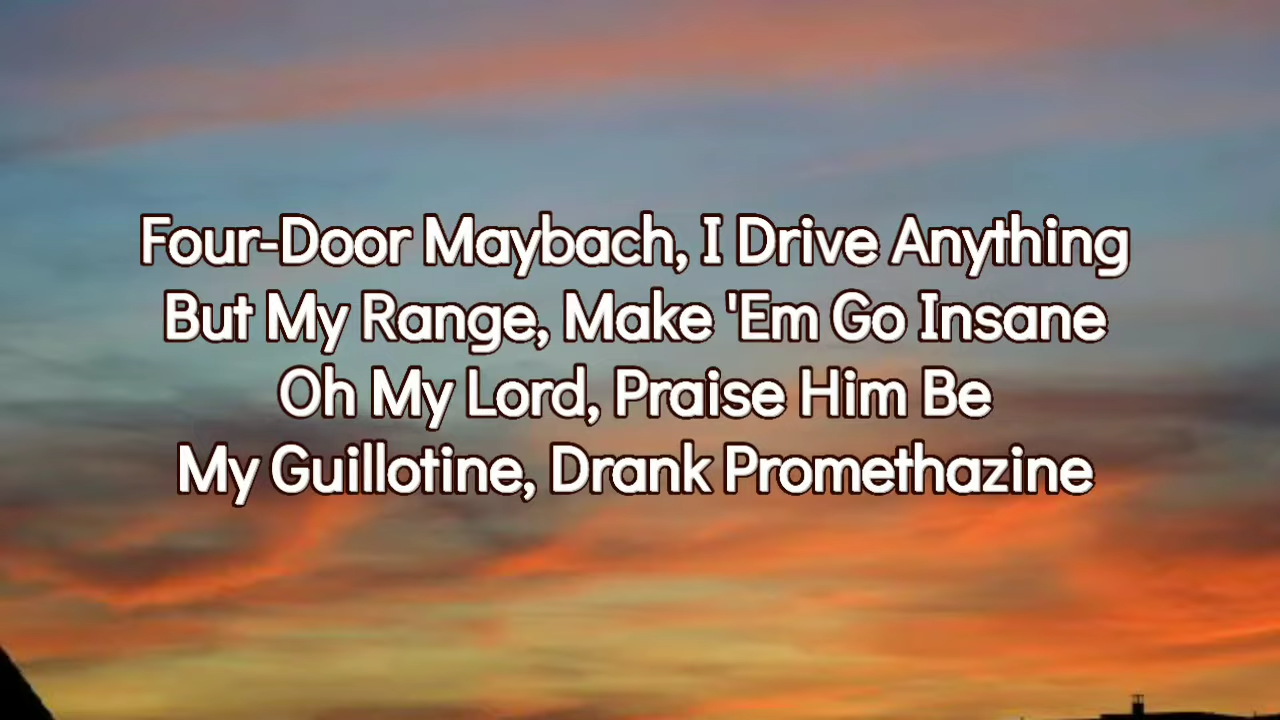 Four-Door Maybach, I Drive Anything
But My Range, Make 'Em Go Insane
Oh My Lord, Praise Him Be
My Guillotine, Drank Promethazine